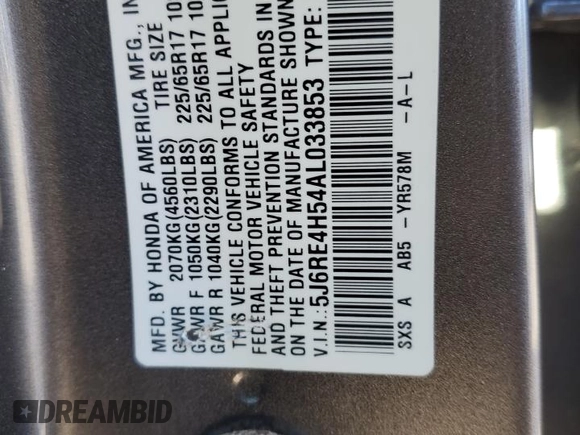 MFD. BY HONDA OF AMERICA MFG., IN
TIRE SIZE
GVWR 2070KG(4560LBS)
GAWR F 1050KG(2310LBS) 225/65R17 10
GAWR R 1040KG(2290LBS) 225/65R17 10
THIS VEHICLE CONFORMS TO ALL APPLIC
FEDERAL MOTOR VEHICLE SAFETY
AND THEFT PREVENTION STANDARDS IN
ON THE DATE OF MANUFACTURE SHOWN
V.I.N.:5J6RE4H54AL033853 TYPE:
SXS A AB5 -YR578M -A-L
DREAMBID